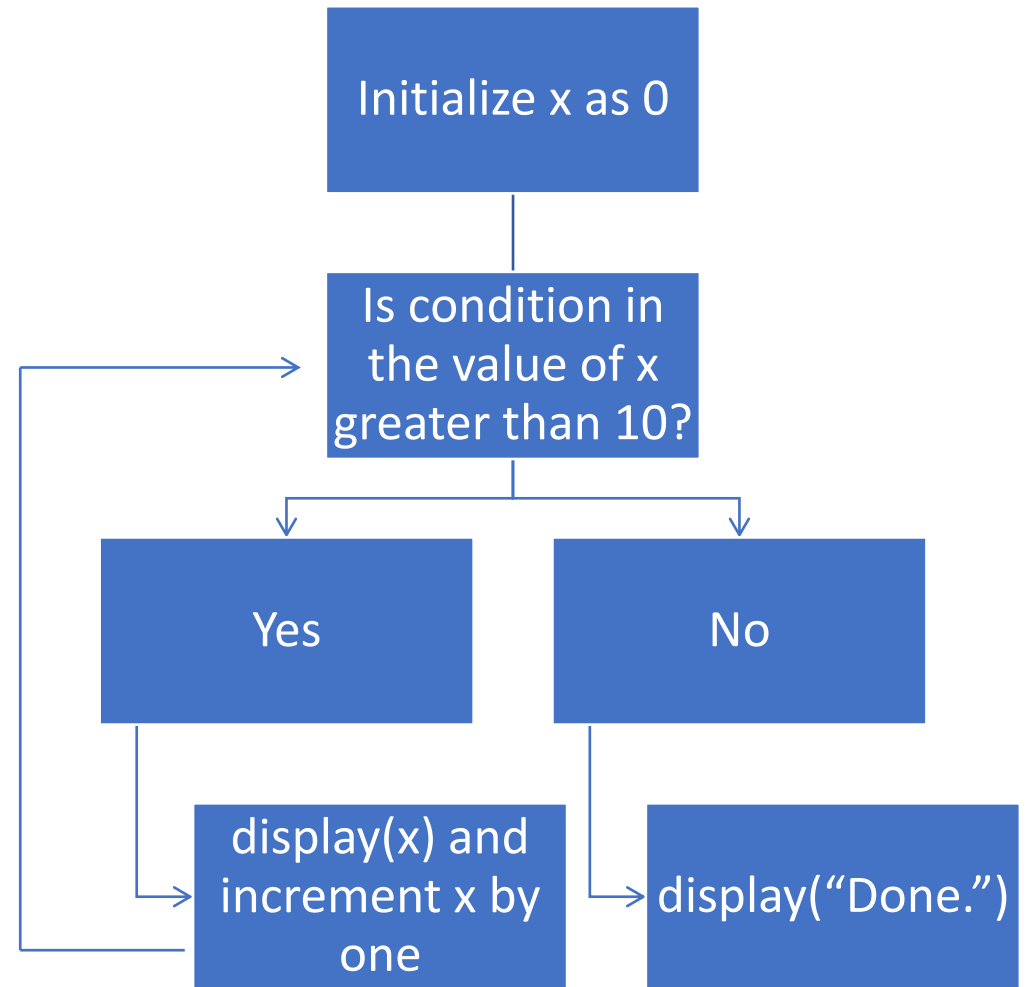 Initialize x as 0
Is condition in
the value of x
greater than 10?
Yes
No
display(x) and
increment x by
one
display(“Done.”)